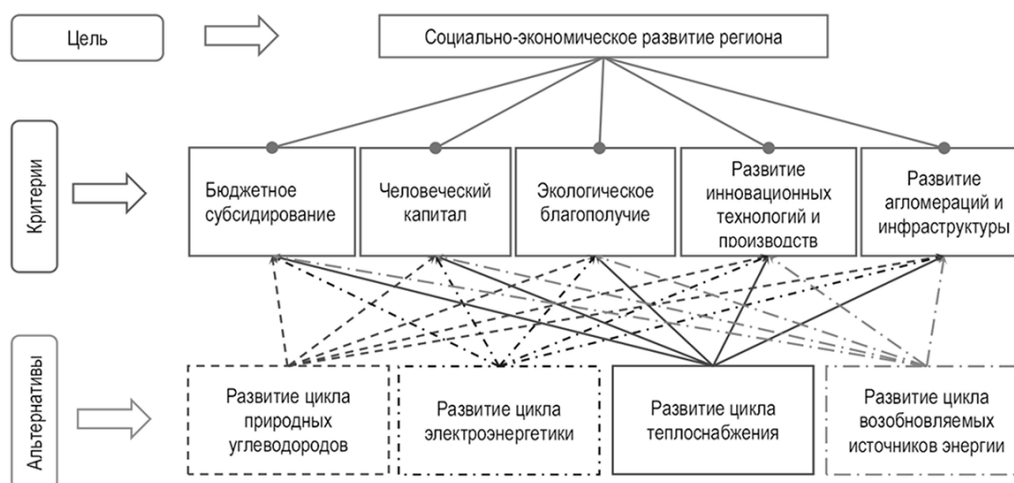 Цель
Социально-экономическое развитие региона
Критерии
Бюджетное
субсидирование
Человеческий
капитал
Экологическое
благополучие
Развитие
инновационных
технологий и
производств
Развитие
агломераций и
инфраструктуры
Альтернативы
Развитие цикла
природных
углеводородов
Развитие цикла
электроэнергетики
Развитие цикла
теплоснабжения
Развитие цикла
возобновляемых
источников энергии